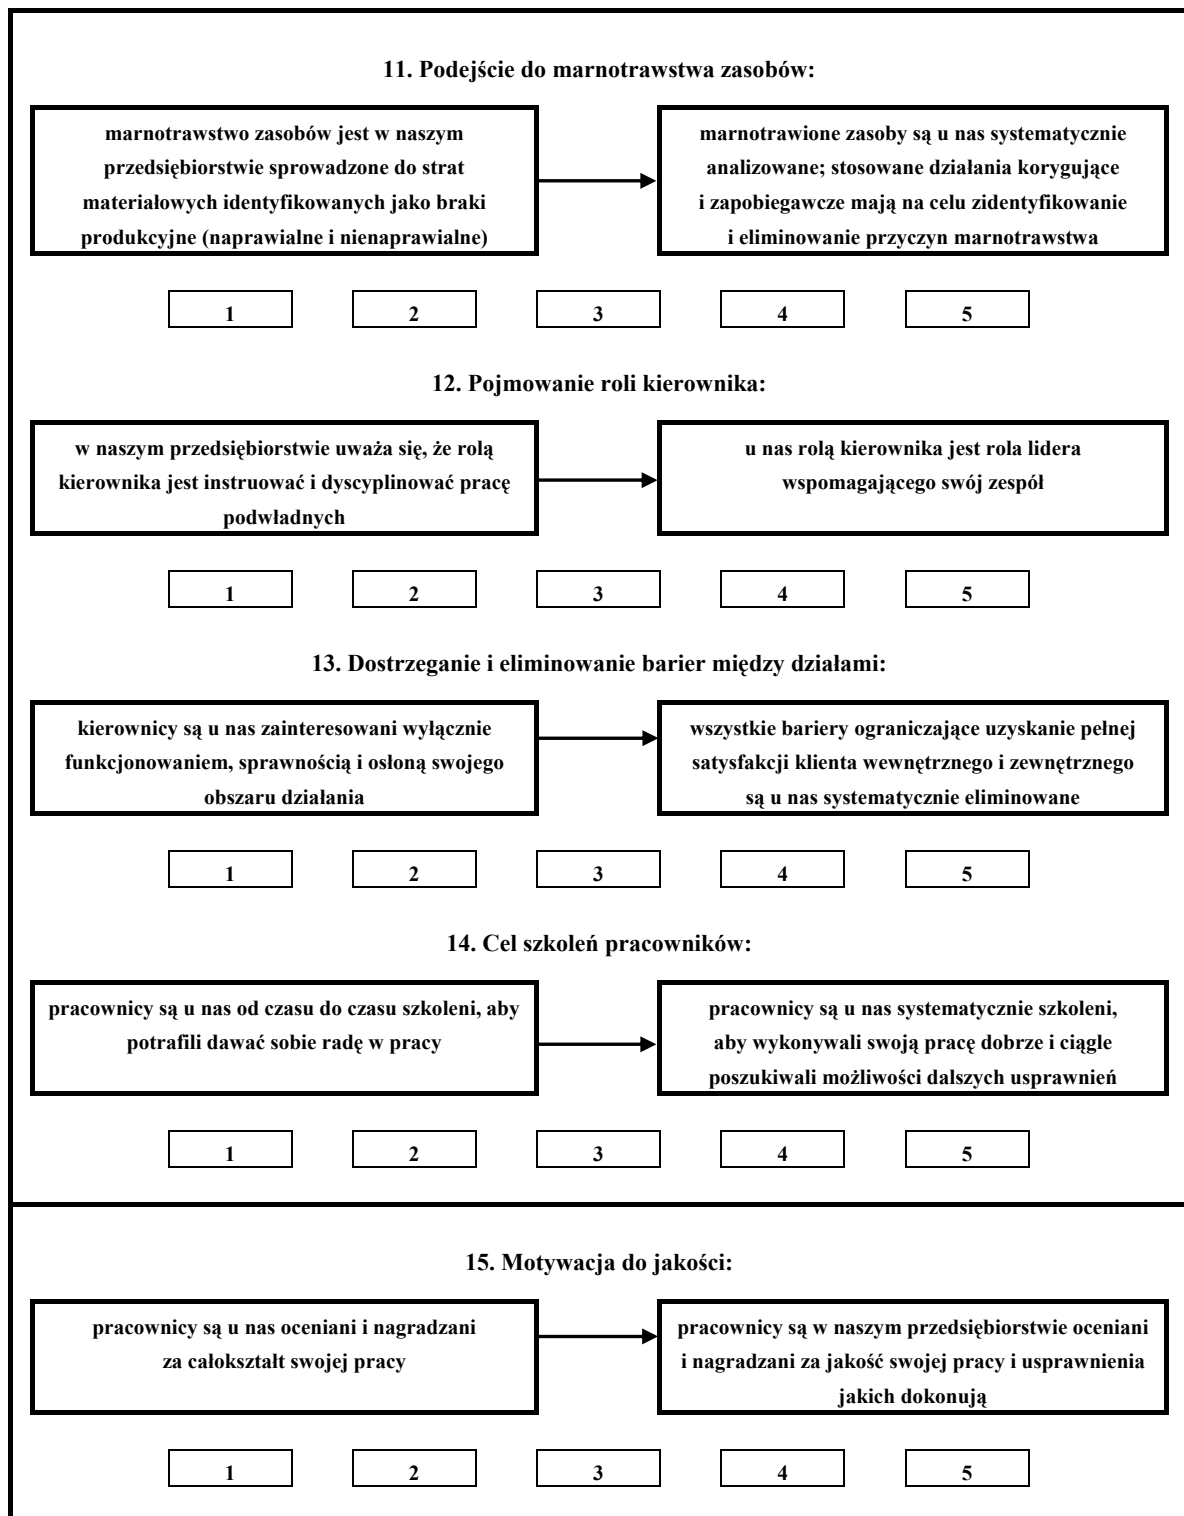 11. Podejście do marnotrawstwa zasobów:
marnotrawstwo zasobów jest w naszym
przedsiębiorstwie sprowadzone do strat
materiałowych identyfikowanych jako braki
produkcyjne (naprawialne i nienaprawialne)
marnotrawione zasoby są u nas systematycznie
analizowane; stosowane działania korygujące
i zapobiegawcze mają na celu zidentyfikowanie
i eliminowanie przyczyn marnotrawstwa
1 2 3 4 5
12. Pojmowanie roli kierownika:
w naszym przedsiębiorstwie uważa się, że rolą
kierownika jest instruować i dyscyplinować pracę
podwładnych
u nas rolą kierownika jest rola lidera
wspomagającego swój zespół
1 2 3 4 5
13. Dostrzeganie i eliminowanie barier między działami:
kierownicy są u nas zainteresowani wyłącznie
funkcjonowaniem, sprawnością i osłoną swojego
obszaru działania
wszystkie bariery ograniczające uzyskanie pełnej
satysfakcji klienta wewnętrznego i zewnętrznego
są u nas systematycznie eliminowane
1 2 3 4 5
14. Cel szkoleń pracowników:
pracownicy są u nas od czasu do czasu szkoleni, aby
potrafili dawać sobie radę w pracy
pracownicy są u nas systematycznie szkoleni,
aby wykonywali swoją pracę dobrze i ciągle
poszukiwali możliwości dalszych usprawnień
1 2 3 4 5
15. Motywacja do jakości:
pracownicy są u nas oceniani i nagradzani
za całokształt swojej pracy
pracownicy są w naszym przedsiębiorstwie oceniani
i nagradzani za jakość swojej pracy i usprawnienia
jakich dokonują
1 2 3 4 5